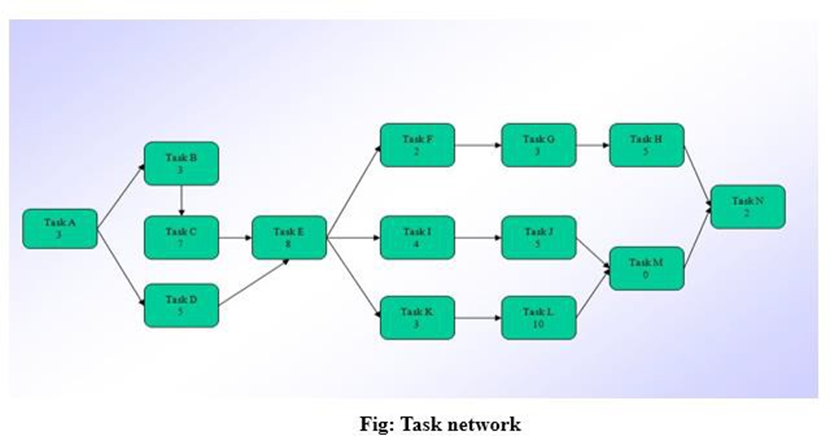 Task A
3
Task B
3
Task C
7
Task D
5
Task E
8
Task F
2
Task G
3
Task H
5
Task I
4
Task J
5
Task K
3
Task L
10
Task M
0
Task N
2
Fig: Task network